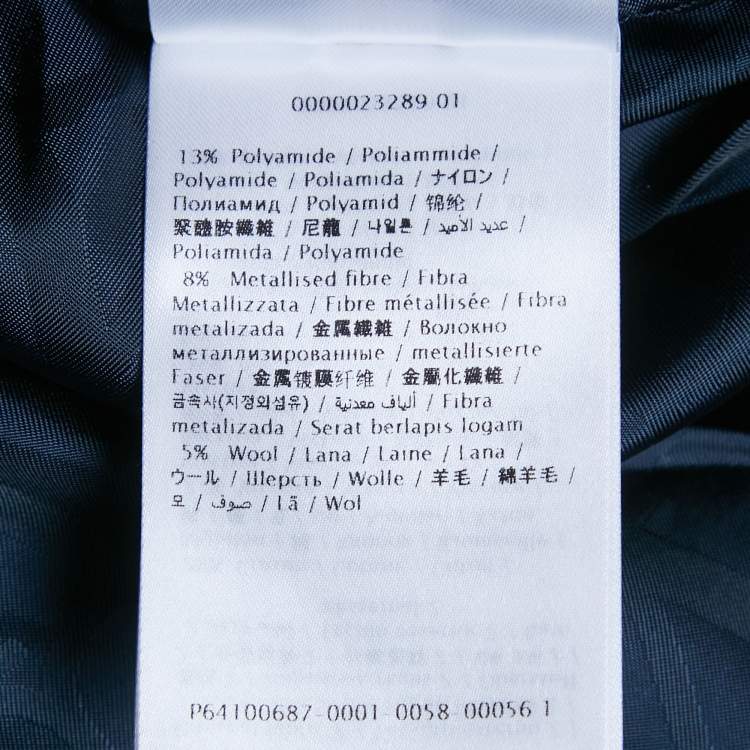 0000023289 01
13% Polyamide / Poliammide /
Polyamide / Poliamida / ナイロン /
Полиамид / Polyamid / 锦纶 /
聚醯胺纖維 / 尼龍 / 나일론 / عديد الأميد /
Poliamida / Polyamide
8% Metallised fibre / Fibra
Metallizzata / Fibre métallisée / Fibra
metalizada / 金属繊維 / Волокно
металлизированные / metallisierte
Faser / 金属镀膜纤维 / 金屬化纖維 /
금속사(지정외섬유) / ألياف معدنية / Fibra
metalizada / Serat berlapis logam
5% Wool / Lana / Laine / Lana /
ウール / Шерсть / Wolle / 羊毛 / 綿羊毛 /
모 / صوف / Lã / Wol
P64100687-0001-0058-00056 1